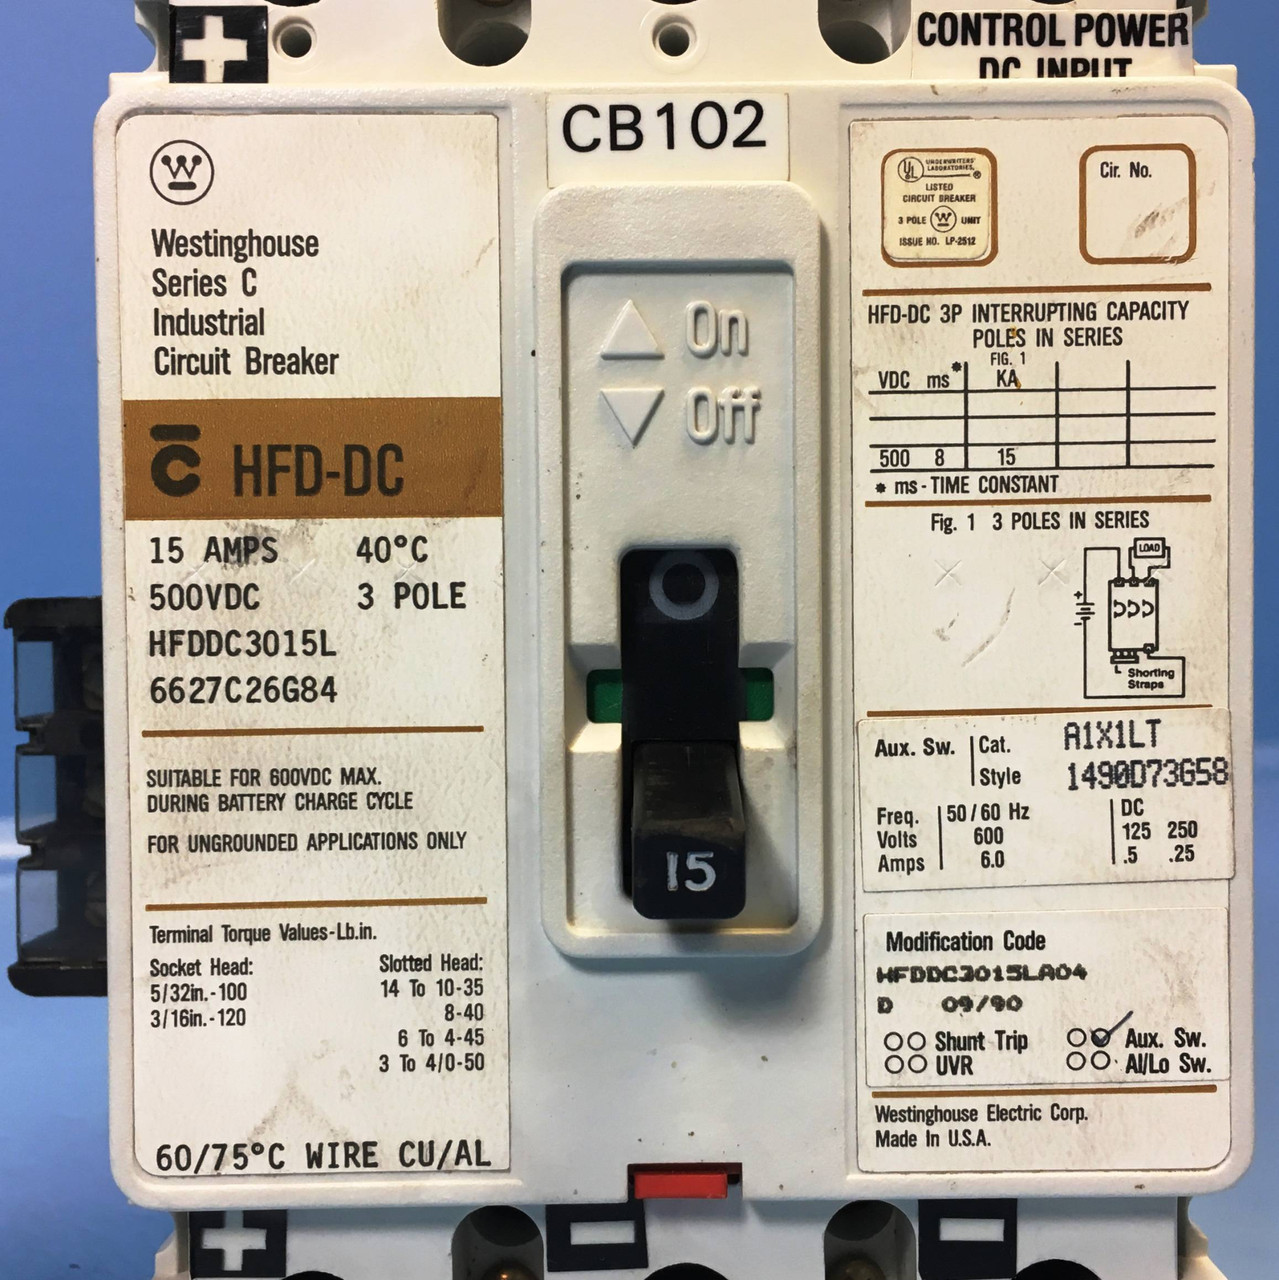 CONTROL POWER
DC INPUT
CB102
W
Westinghouse
Series C
Industrial
Circuit Breaker
C HFD-DC
15 AMPS 40°C
500VDC 3 POLE
HFDDC3015L
6627C26G84
SUITABLE FOR 600VDC MAX.
DURING BATTERY CHARGE CYCLE
FOR UNGROUNDED APPLICATIONS ONLY
Terminal Torque Values-Lb.in.
Socket Head: Slotted Head:
5/32in.-100 14 To 10-35
3/16in.-120 8-40
6 To 4-45
3 To 4/0-50
60/75°C WIRE CU/AL
On
Off
O
15
UL UNDERWRITERS'
LABORATORIES, ®
LISTED
CIRCUIT BREAKER
3 POLE W UNIT
ISSUE NO. LP-2512
Cir. No.
HFD-DC 3P INTERRUPTING CAPACITY
POLES IN SERIES
FIG. 1
VDC ms* KA
500 8 15
* ms - TIME CONSTANT
Fig. 1 3 POLES IN SERIES
LOAD
+
L Shorting
Straps
Aux. Sw. Cat. A1X1LT
Style 1490D73G58
Freq. 50/60 Hz DC
Volts 600 125 250
Amps 6.0 .5 .25
Modification Code
HFDDC3015LA04
D 09/90
Shunt Trip Aux. Sw.
UVR Al/Lo Sw.
Westinghouse Electric Corp.
Made In U.S.A.